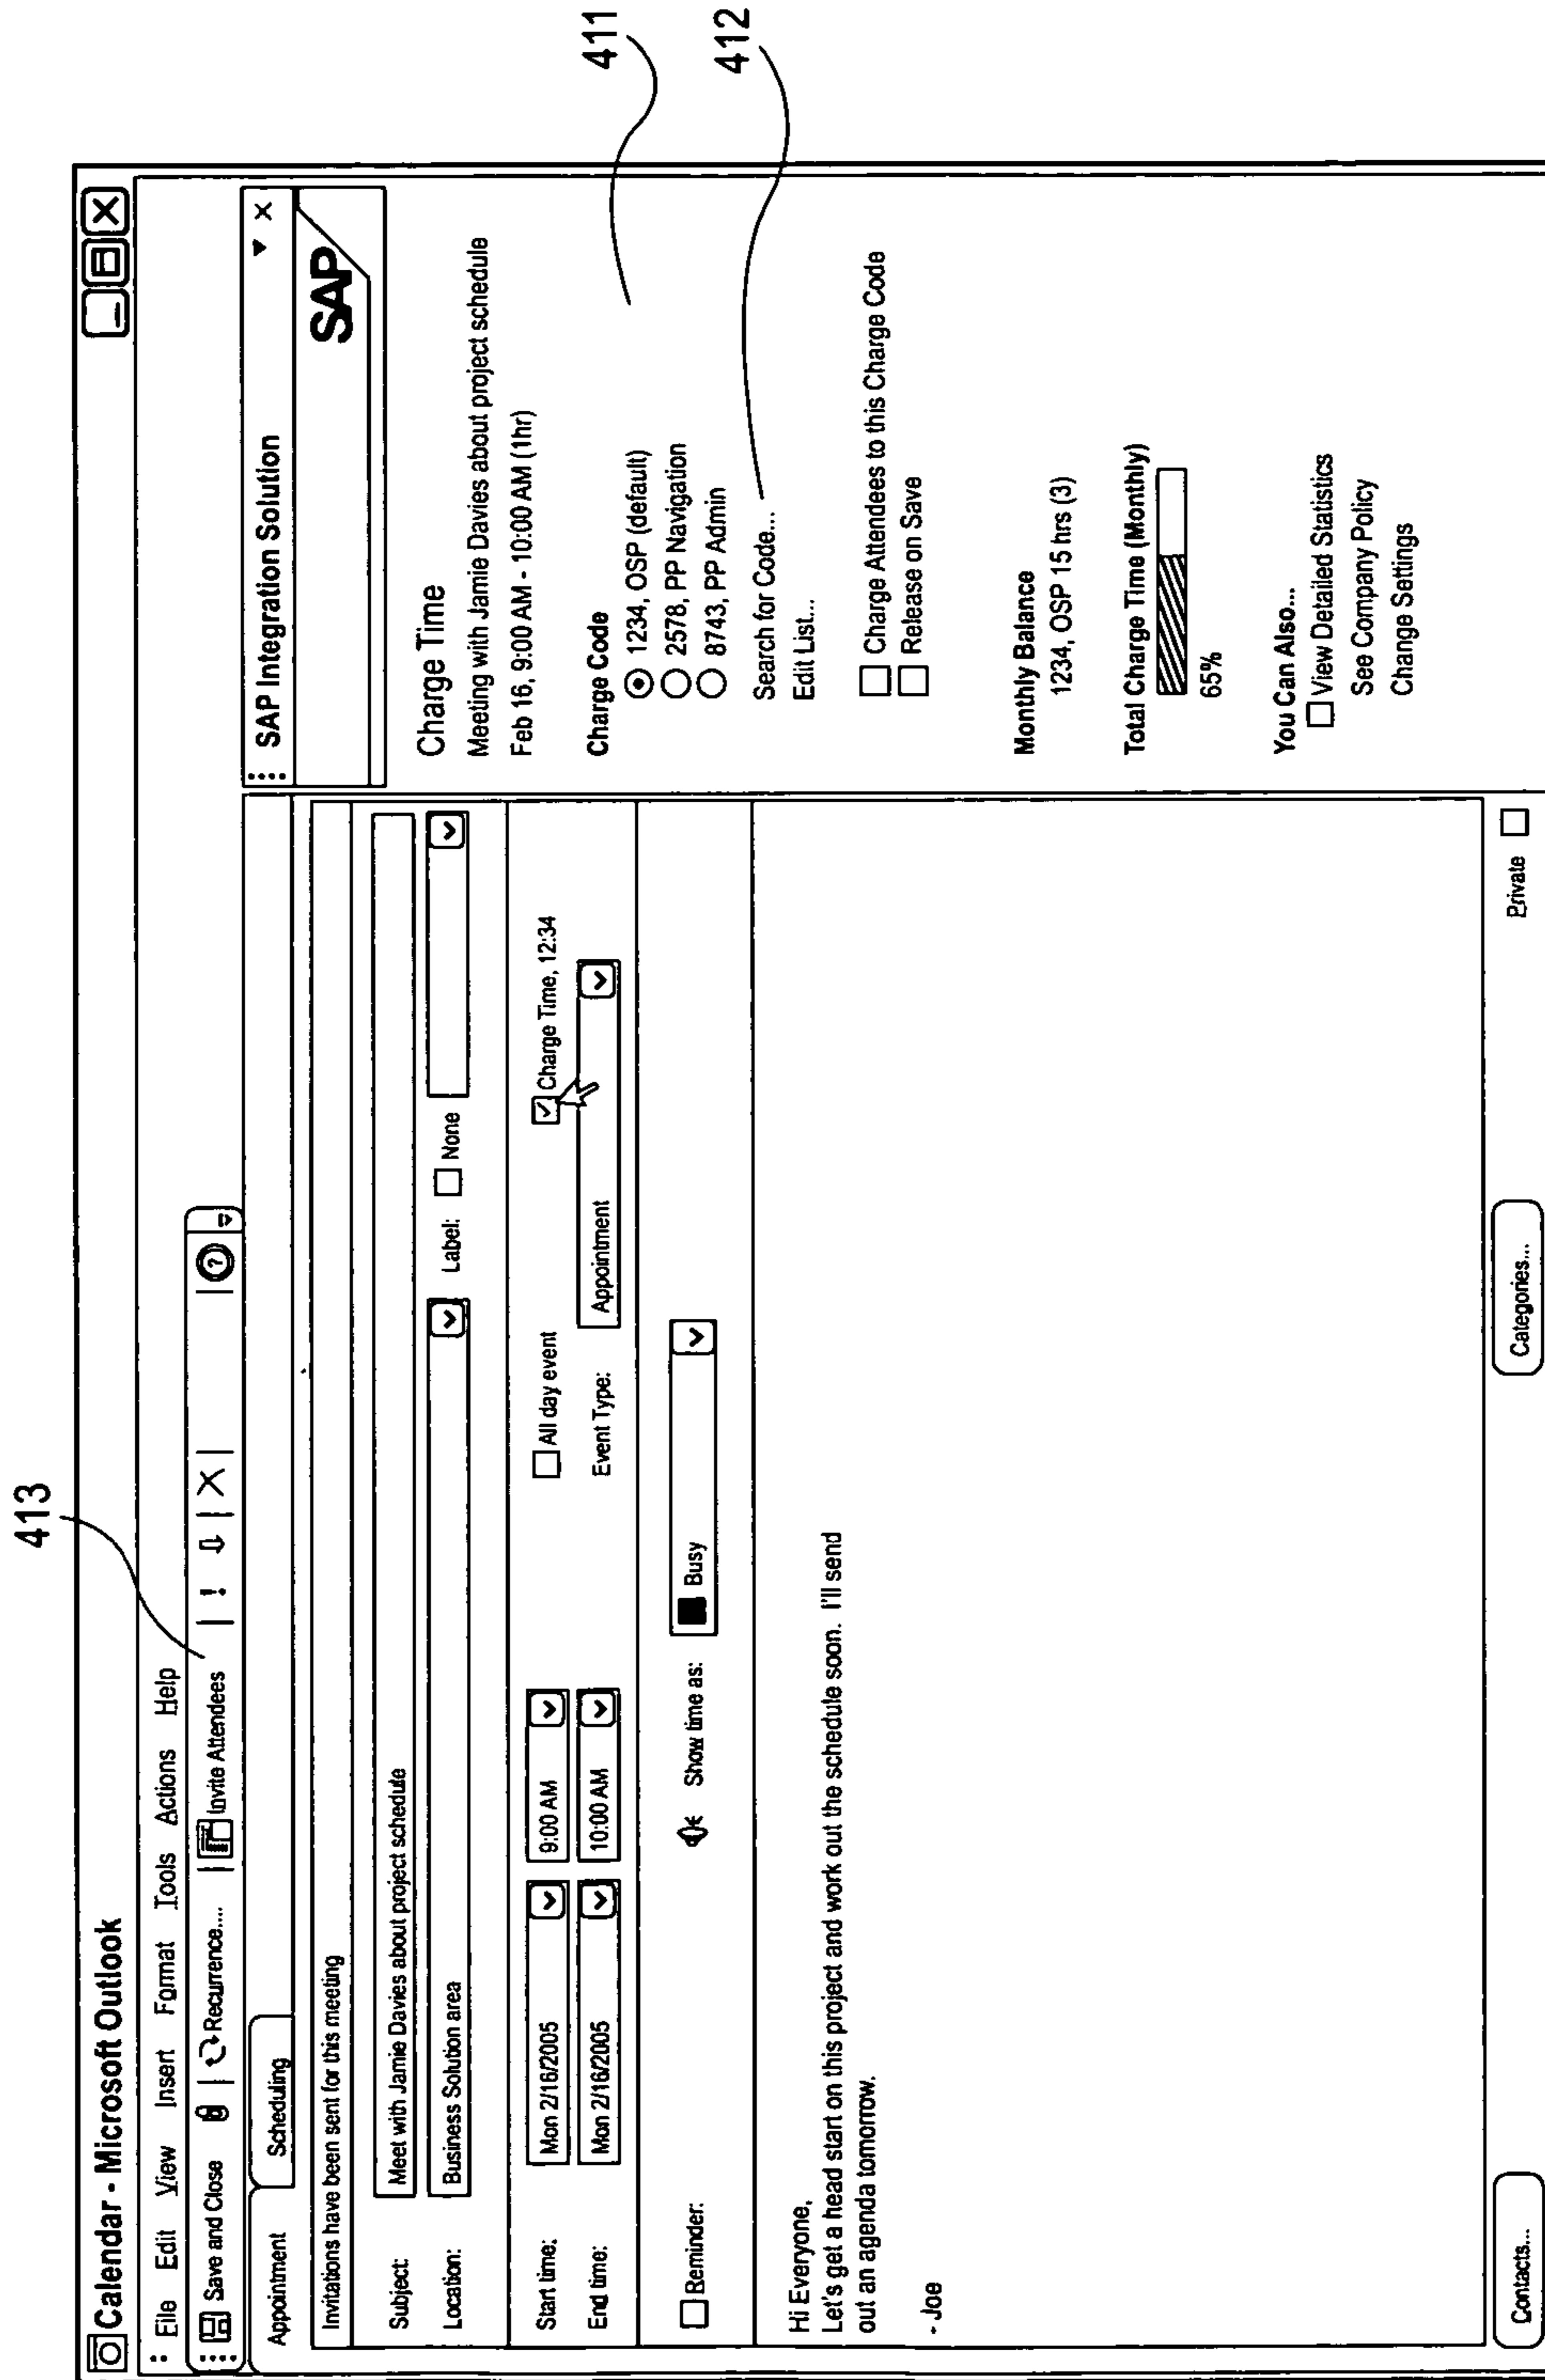 413
Calendar - Microsoft Outlook
File Edit View Insert Format Tools Actions Help
Save and Close Recurrence.... Invite Attendees ! X ?
Appointment Scheduling
Invitations have been sent for this meeting
Subject: Meet with Jamie Davies about project schedule
Location: Business Solution area Label: None
Start time: Mon 2/16/2005 9:00 AM All day event Charge Time, 12:34
End time: Mon 2/16/2005 10:00 AM Event Type: Appointment
Reminder: Show time as: Busy
Hi Everyone,
Let's get a head start on this project and work out the schedule soon. I'll send
out an agenda tomorrow.
- Joe
Contacts... Categories... Private
SAP Integration Solution
SAP
Charge Time
Meeting with Jamie Davies about project schedule
Feb 16, 9:00 AM - 10:00 AM (1hr)
Charge Code
1234, OSP (default)
2578, PP Navigation
8743, PP Admin
Search for Code...
Edit List...
Charge Attendees to this Charge Code
Release on Save
Monthly Balance
1234, OSP 15 hrs (3)
Total Charge Time (Monthly)
65%
You Can Also...
View Detailed Statistics
See Company Policy
Change Settings
411
412